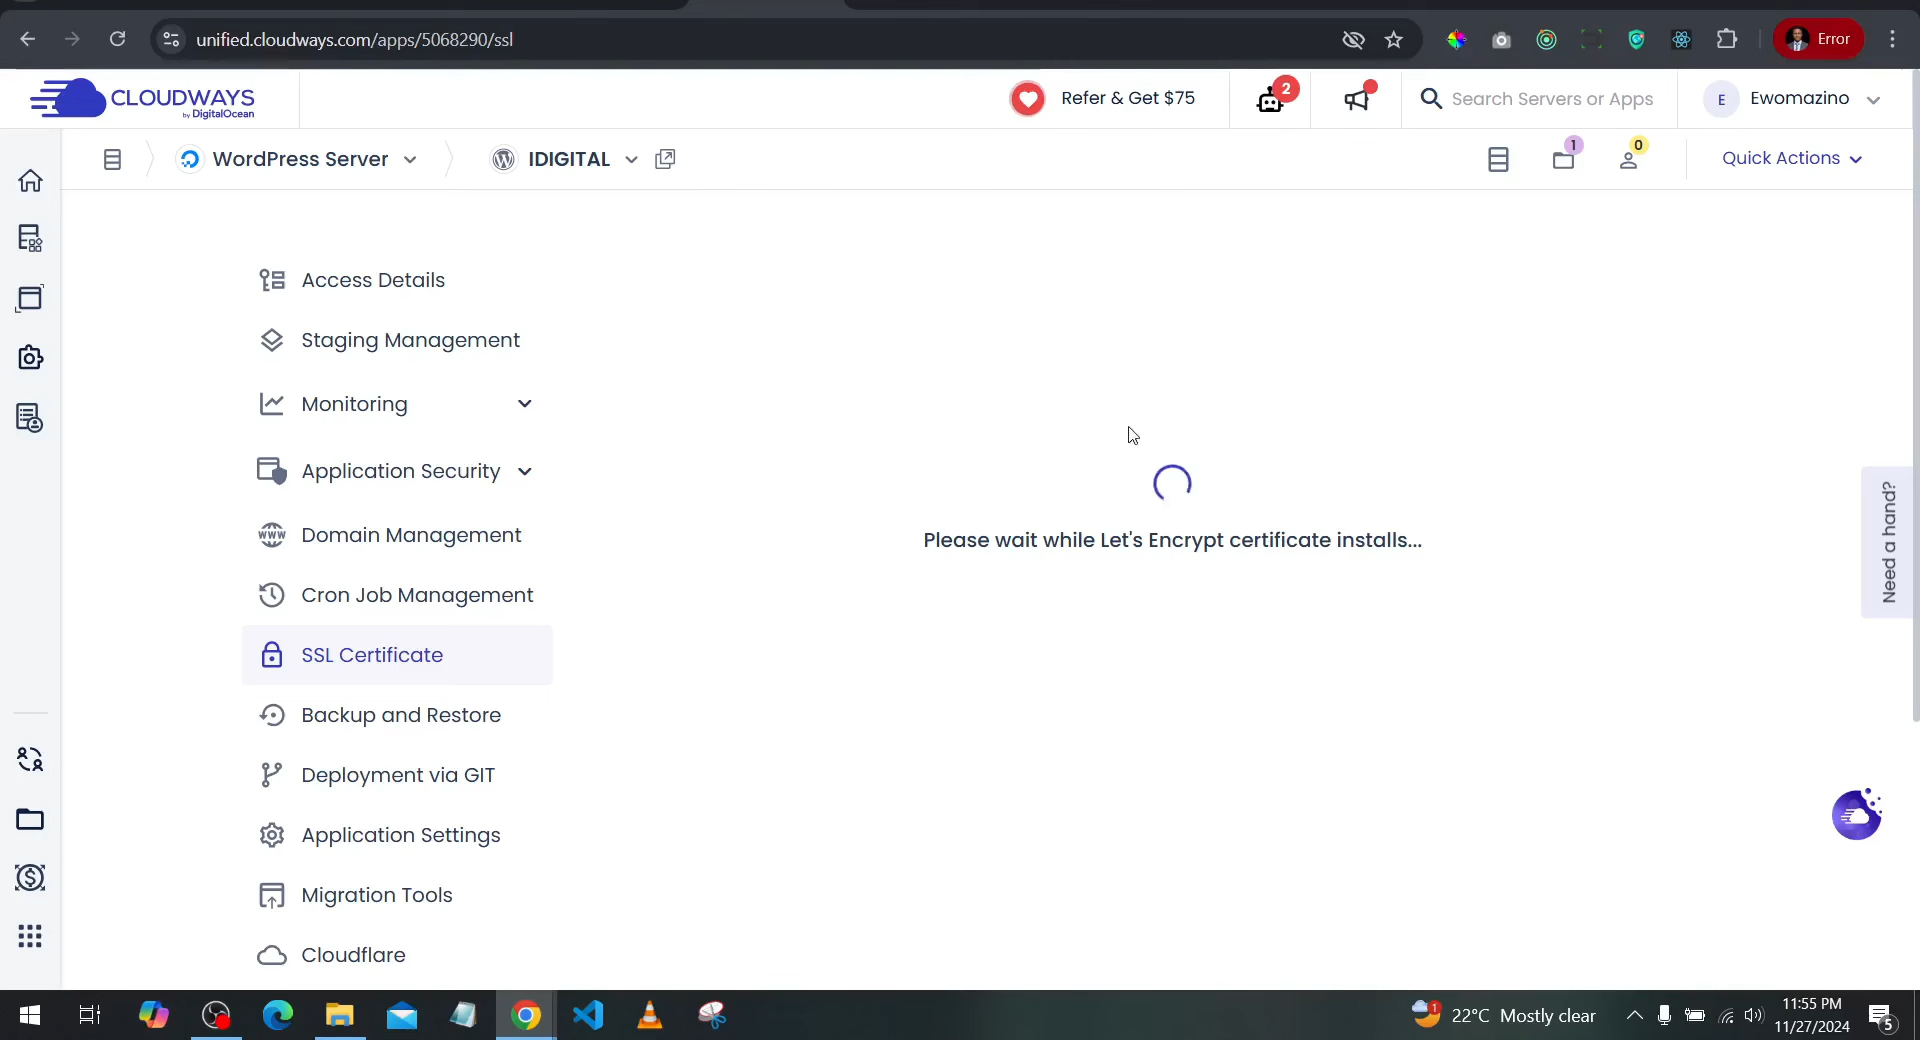 unified.cloudways.com/apps/5068290/ssl
Error
CLOUDWAYS
by DigitalOcean
Refer & Get $75
2
Search Servers or Apps
E
Ewomazino
WordPress Server
IDIGITAL
1
0
Quick Actions
Access Details
Staging Management
Monitoring
Application Security
WWW
Domain Management
Cron Job Management
SSL Certificate
Backup and Restore
Deployment via GIT
Application Settings
Migration Tools
Cloudflare
Please wait while Let's Encrypt certificate installs...
Need a hand?
1
22°C Mostly clear
11:55 PM
11/27/2024
5